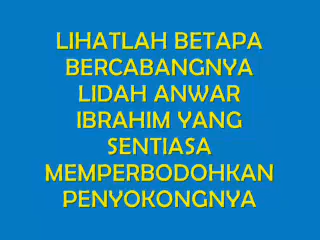 LIHATLAH BETAPA
BERCABANGNYA
LIDAH ANWAR
IBRAHIM YANG
SENTIASA
MEMPERBODOHKAN
PENYOKONGNYA